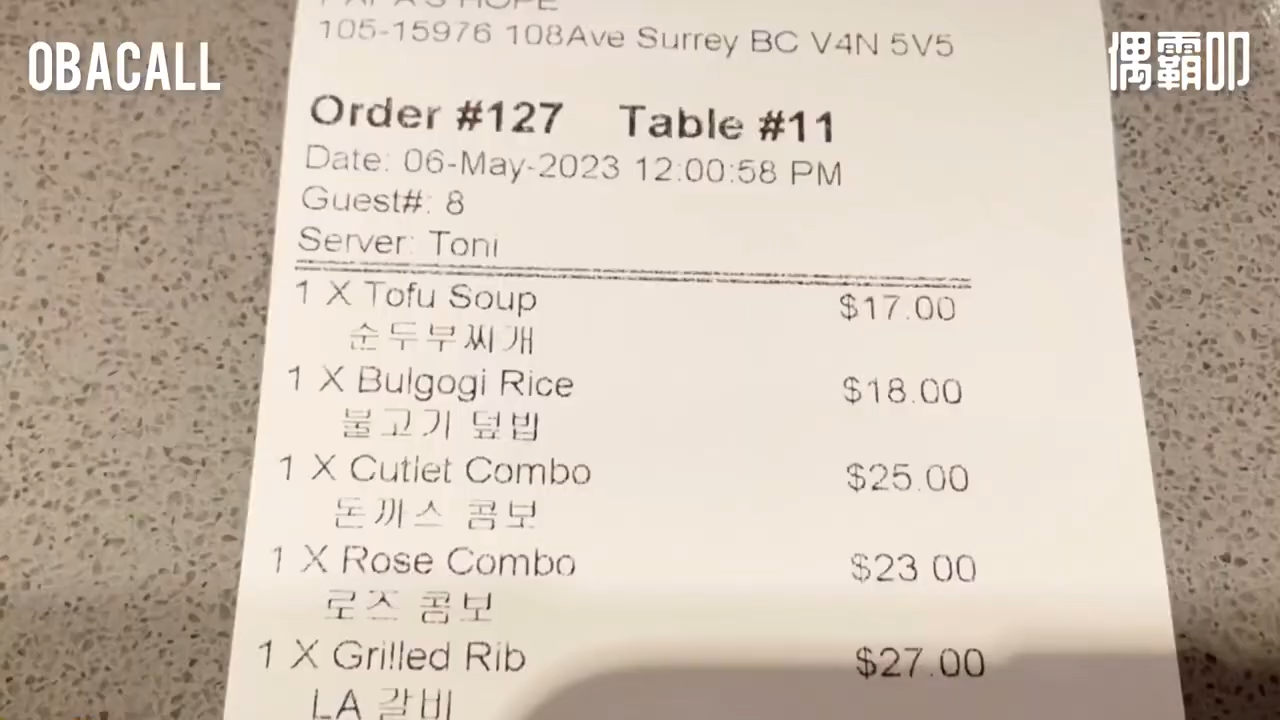 OBACALL
偶霸叩
PAPA'S HOPE
105-15976 108Ave Surrey BC V4N 5V5
Order #127 Table #11
Date: 06-May-2023 12:00:58 PM
Guest#: 8
Server: Toni
1 X Tofu Soup $17.00
순두부찌개
1 X Bulgogi Rice $18.00
불고기 덮밥
1 X Cutlet Combo $25.00
돈까스 콤보
1 X Rose Combo $23.00
로즈 콤보
1 X Grilled Rib $27.00
LA 갈비